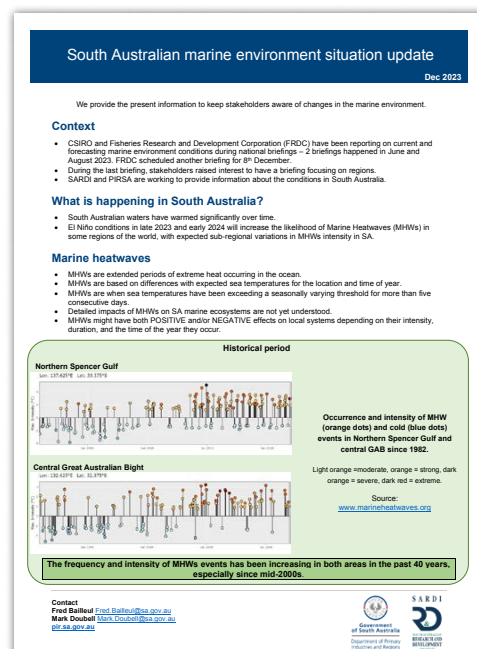 South Australian marine environment situation update
Dec 2023
We provide the present information to keep stakeholders aware of changes in the marine environment.
Context
• CSIRO and Fisheries Research and Development Corporation (FRDC) have been reporting on current and
forecasting marine environment conditions during national briefings – 2 briefings happened in June and
August 2023. FRDC scheduled another briefing for 8th December.
• During the last briefing, stakeholders raised interest to have a briefing focusing on regions.
• SARDI and PIRSA are working to provide information about the conditions in South Australia.
What is happening in South Australia?
• South Australian waters have warmed significantly over time.
• El Niño conditions in late 2023 and early 2024 will increase the likelihood of Marine Heatwaves (MHWs) in
some regions of the world, with expected sub-regional variations in MHWs intensity in SA.
Marine heatwaves
• MHWs are extended periods of extreme heat occurring in the ocean.
• MHWs are based on differences with expected sea temperatures for the location and time of year.
• MHWs are when sea temperatures have been exceeding a seasonally varying threshold for more than five
consecutive days.
• Detailed impacts of MHWs on SA marine ecosystems are not yet understood.
• MHWs might have both POSITIVE and/or NEGATIVE effects on local systems depending on their intensity,
duration, and the time of the year they occur.
Historical period
Northern Spencer Gulf
Lon: 137.625°E Lat: 33.375°S
Central Great Australian Bight
Occurrence and intensity of MHW
(orange dots) and cold (blue dots)
events in Northern Spencer Gulf and
central GAB since 1982.
Light orange =moderate, orange = strong, dark
orange = severe, dark red = extreme.
Source:
www.marineheatwaves.org
The frequency and intensity of MHWs events has been increasing in both areas in the past 40 years,
especially since mid-2000s.
Contact
Fred Bailleul Fred.Bailleul@sa.gov.au
Mark Doubell Mark.Doubell@sa.gov.au
pir.sa.gov.au
Government
of South Australia
Department of Primary
Industries and Regions
SARDI
RD
SOUTH AUSTRALIAN
RESEARCH AND
DEVELOPMENT